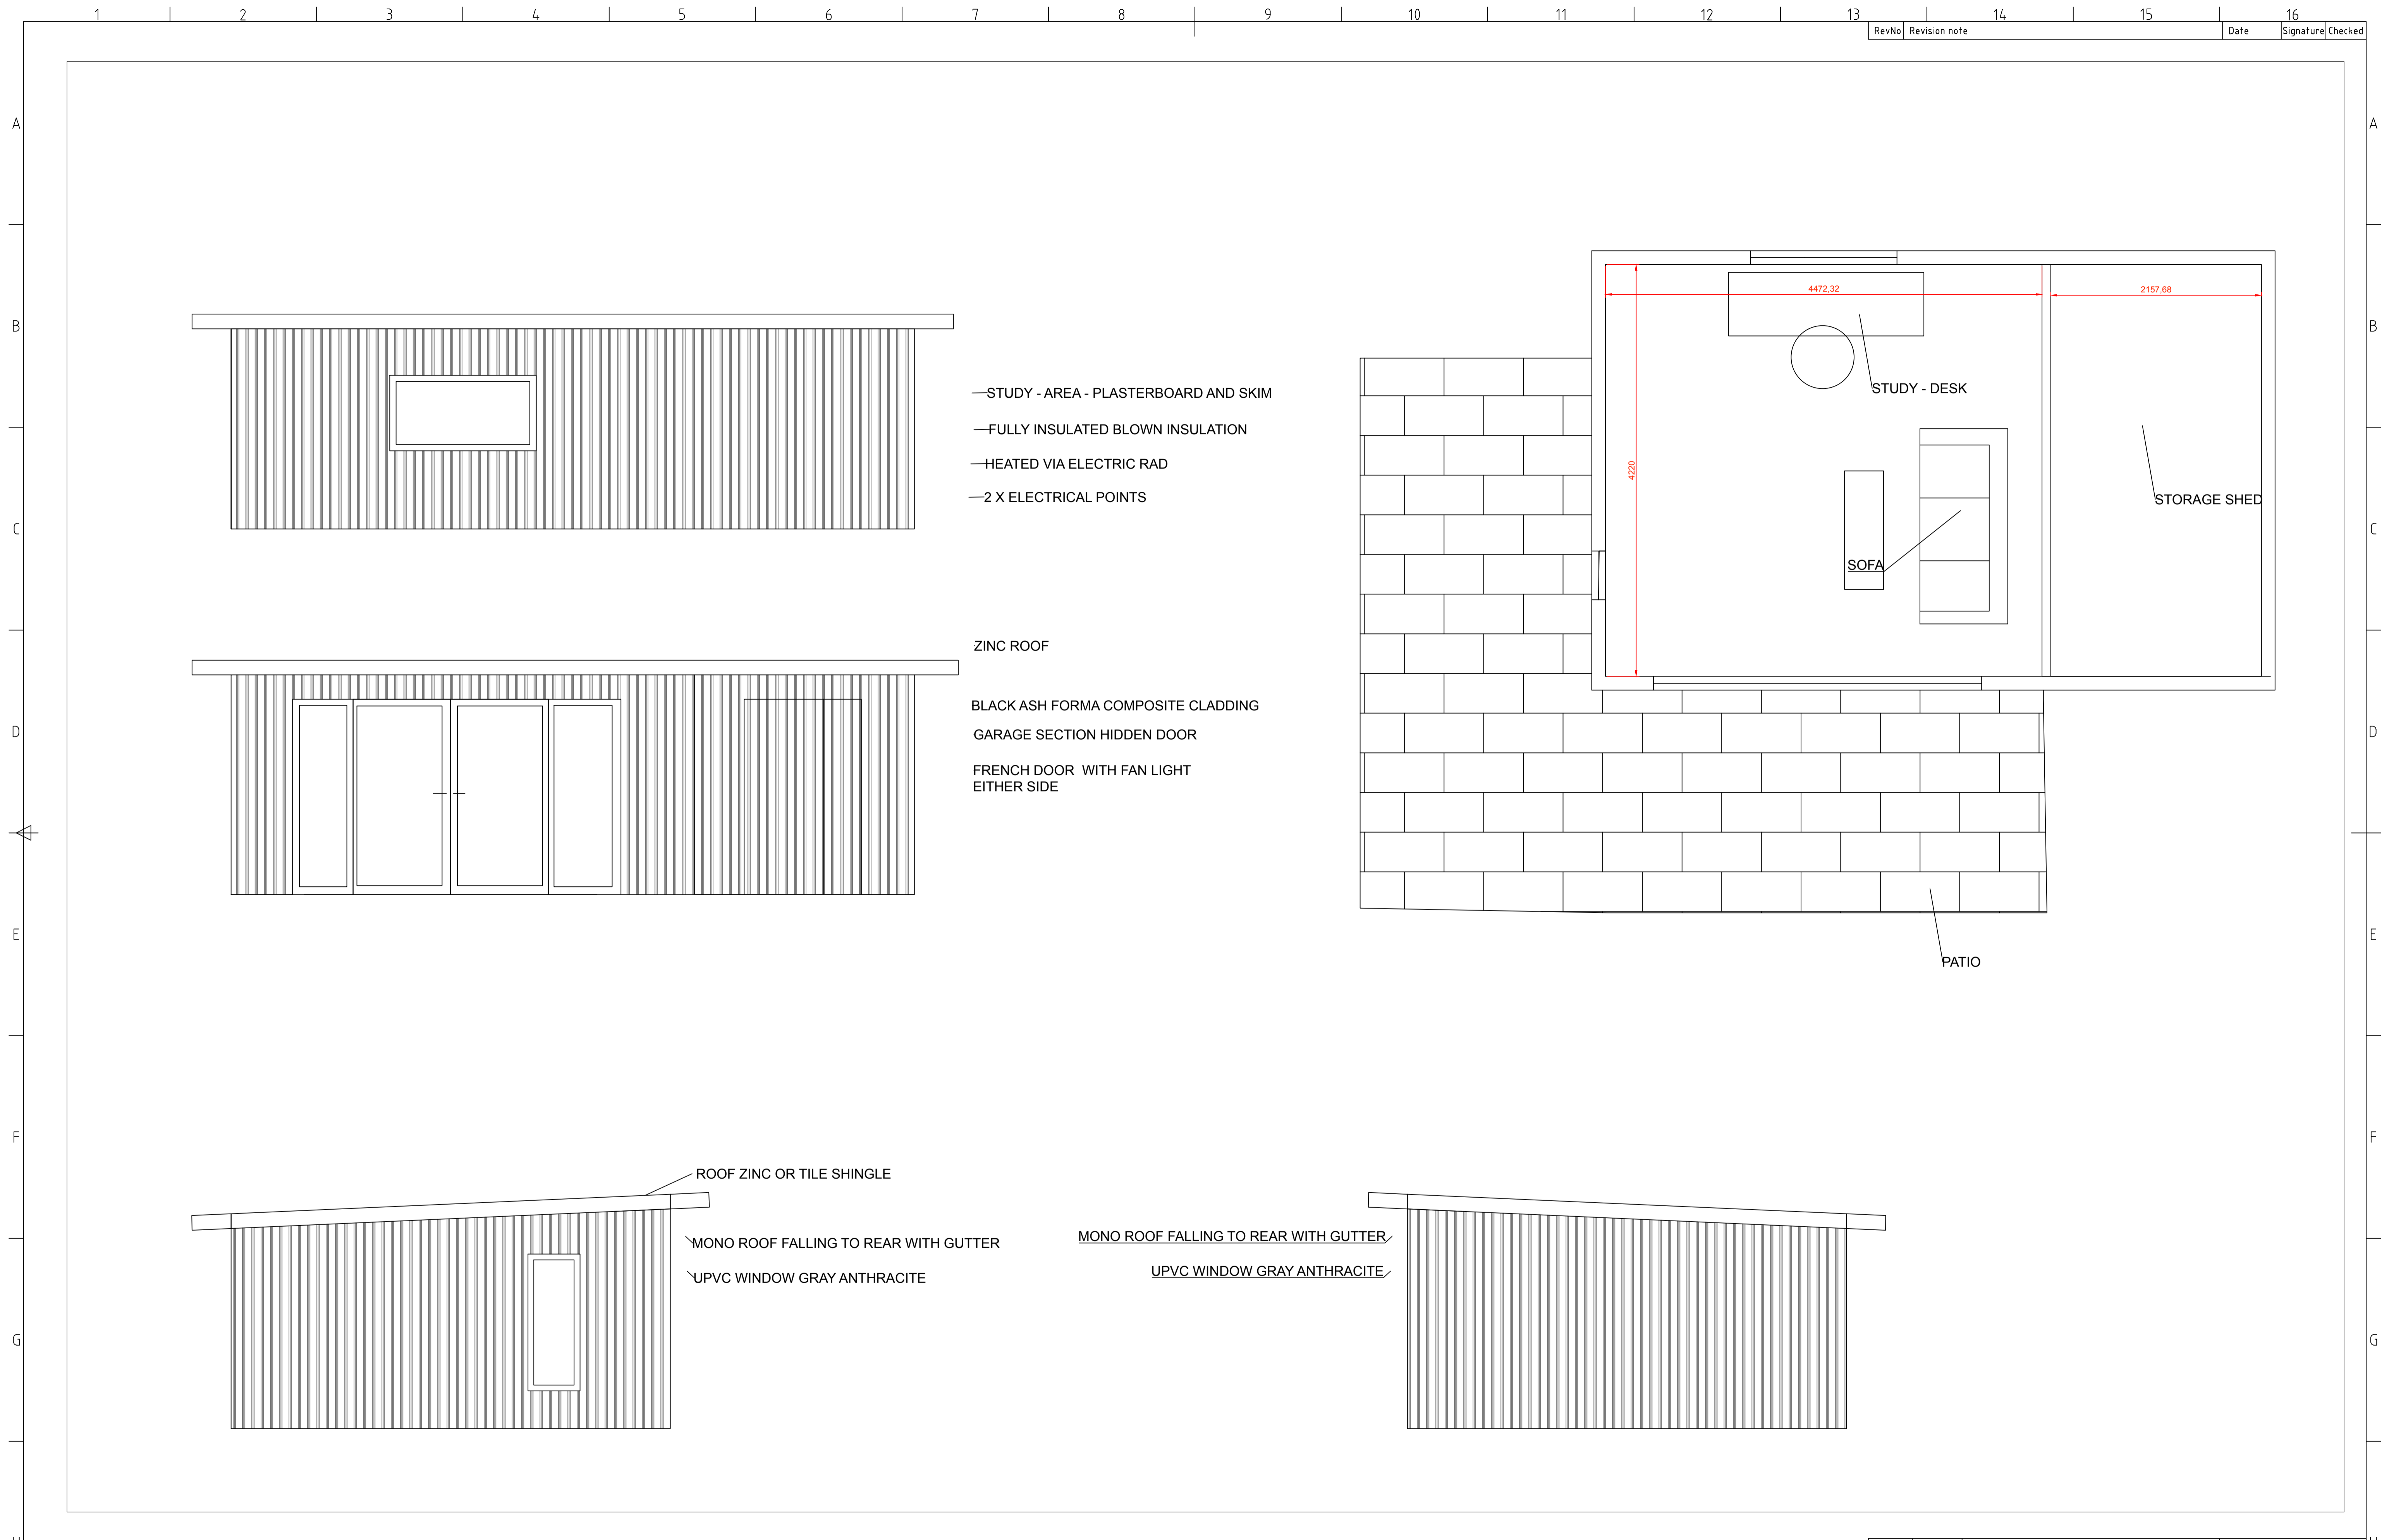 1 2 3 4 5 6 7 8 9 10 11 12 13 14 15 16
RevNo Revision note Date Signature Checked
A A
4472,32 2157,68
B B
STUDY - DESK
STUDY - AREA - PLASTERBOARD AND SKIM
FULLY INSULATED BLOWN INSULATION
HEATED VIA ELECTRIC RAD
4220
2 X ELECTRICAL POINTS
STORAGE SHED
C C
SOFA
ZINC ROOF
BLACK ASH FORMA COMPOSITE CLADDING
D D
GARAGE SECTION HIDDEN DOOR
FRENCH DOOR WITH FAN LIGHT
EITHER SIDE
E E
PATIO
F F
ROOF ZINC OR TILE SHINGLE
MONO ROOF FALLING TO REAR WITH GUTTER
UPVC WINDOW GRAY ANTHRACITE
MONO ROOF FALLING TO REAR WITH GUTTER
UPVC WINDOW GRAY ANTHRACITE
G G